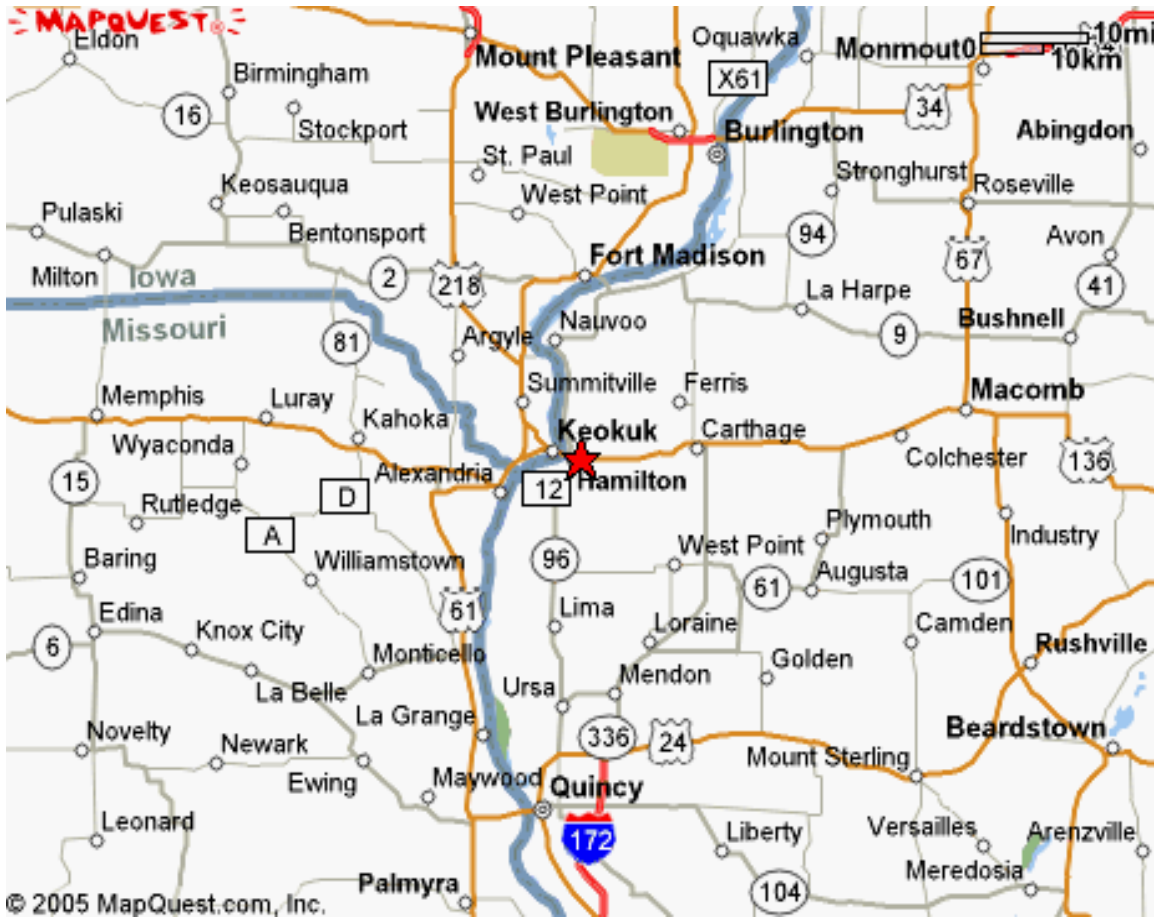 MAPQUEST
Eldon
Mount Pleasant
Oquawka
Monmout0
10mi
10km
Birmingham
X61
34
16
Stockport
West Burlington
Burlington
Abingdon
St. Paul
Keosauqua
West Point
Stronghurst
Roseville
Pulaski
Bentonsport
94
Avon
Milton
Iowa
2
218
Fort Madison
67
41
Missouri
La Harpe
81
Argyle
Nauvoo
9
Bushnell
Memphis
Luray
Summitville
Ferris
Macomb
Kahoka
Wyaconda
Keokuk
Carthage
Colchester
136
15
Alexandria
12
Hamilton
Rutledge
D
A
Plymouth
Industry
Baring
Williamstown
96
West Point
61
Augusta
101
61
Edina
Knox City
Lima
Loraine
Camden
6
Monticello
Golden
Rushville
La Belle
Ursa
Mendon
La Grange
336
24
Beardstown
Novelty
Newark
Mount Sterling
Ewing
Maywood
Quincy
Leonard
172
Liberty
Versailles
Arenzville
Meredosia
Palmyra
104
© 2005 MapQuest.com, Inc.